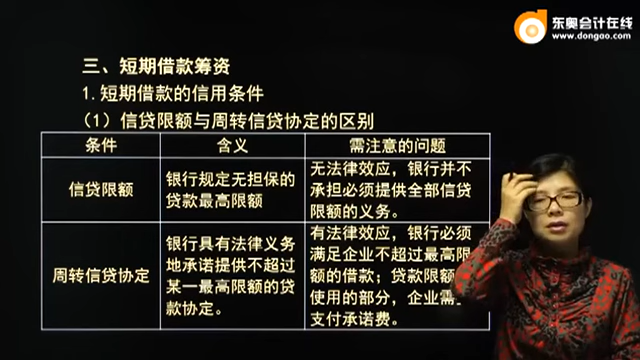 东奥会计在线
www.dongao.com
三、短期借款筹资
1.短期借款的信用条件
（1）信贷限额与周转信贷协定的区别
条件 含义 需注意的问题
信贷限额
银行规定无担保的
贷款最高限额
无法律效应，银行并不
承担必须提供全部信贷
限额的义务。
周转信贷协定
银行具有法律义务
地承诺提供不超过
某一最高限额的贷
款协定。
有法律效应，银行必须
满足企业不超过最高限
额的借款；贷款限额
使用的部分，企业需
支付承诺费。